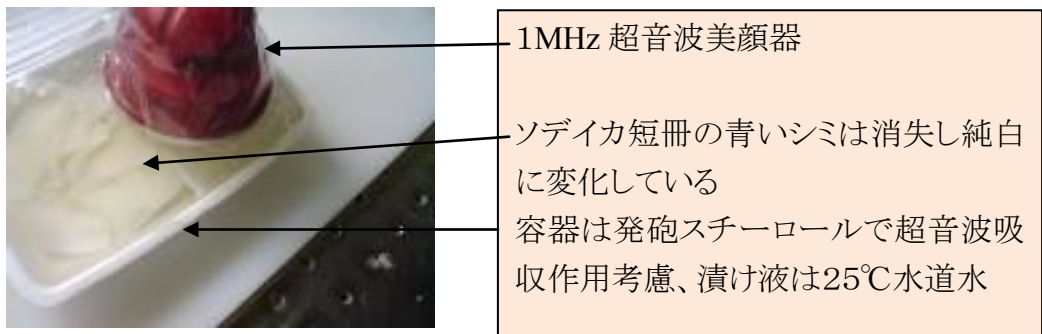 1MHz 超音波美顔器
ソデイカ短冊の青いシミは消失し純白
に変化している
容器は発砲スチーロールで超音波吸
収作用考慮、漬け液は25℃水道水